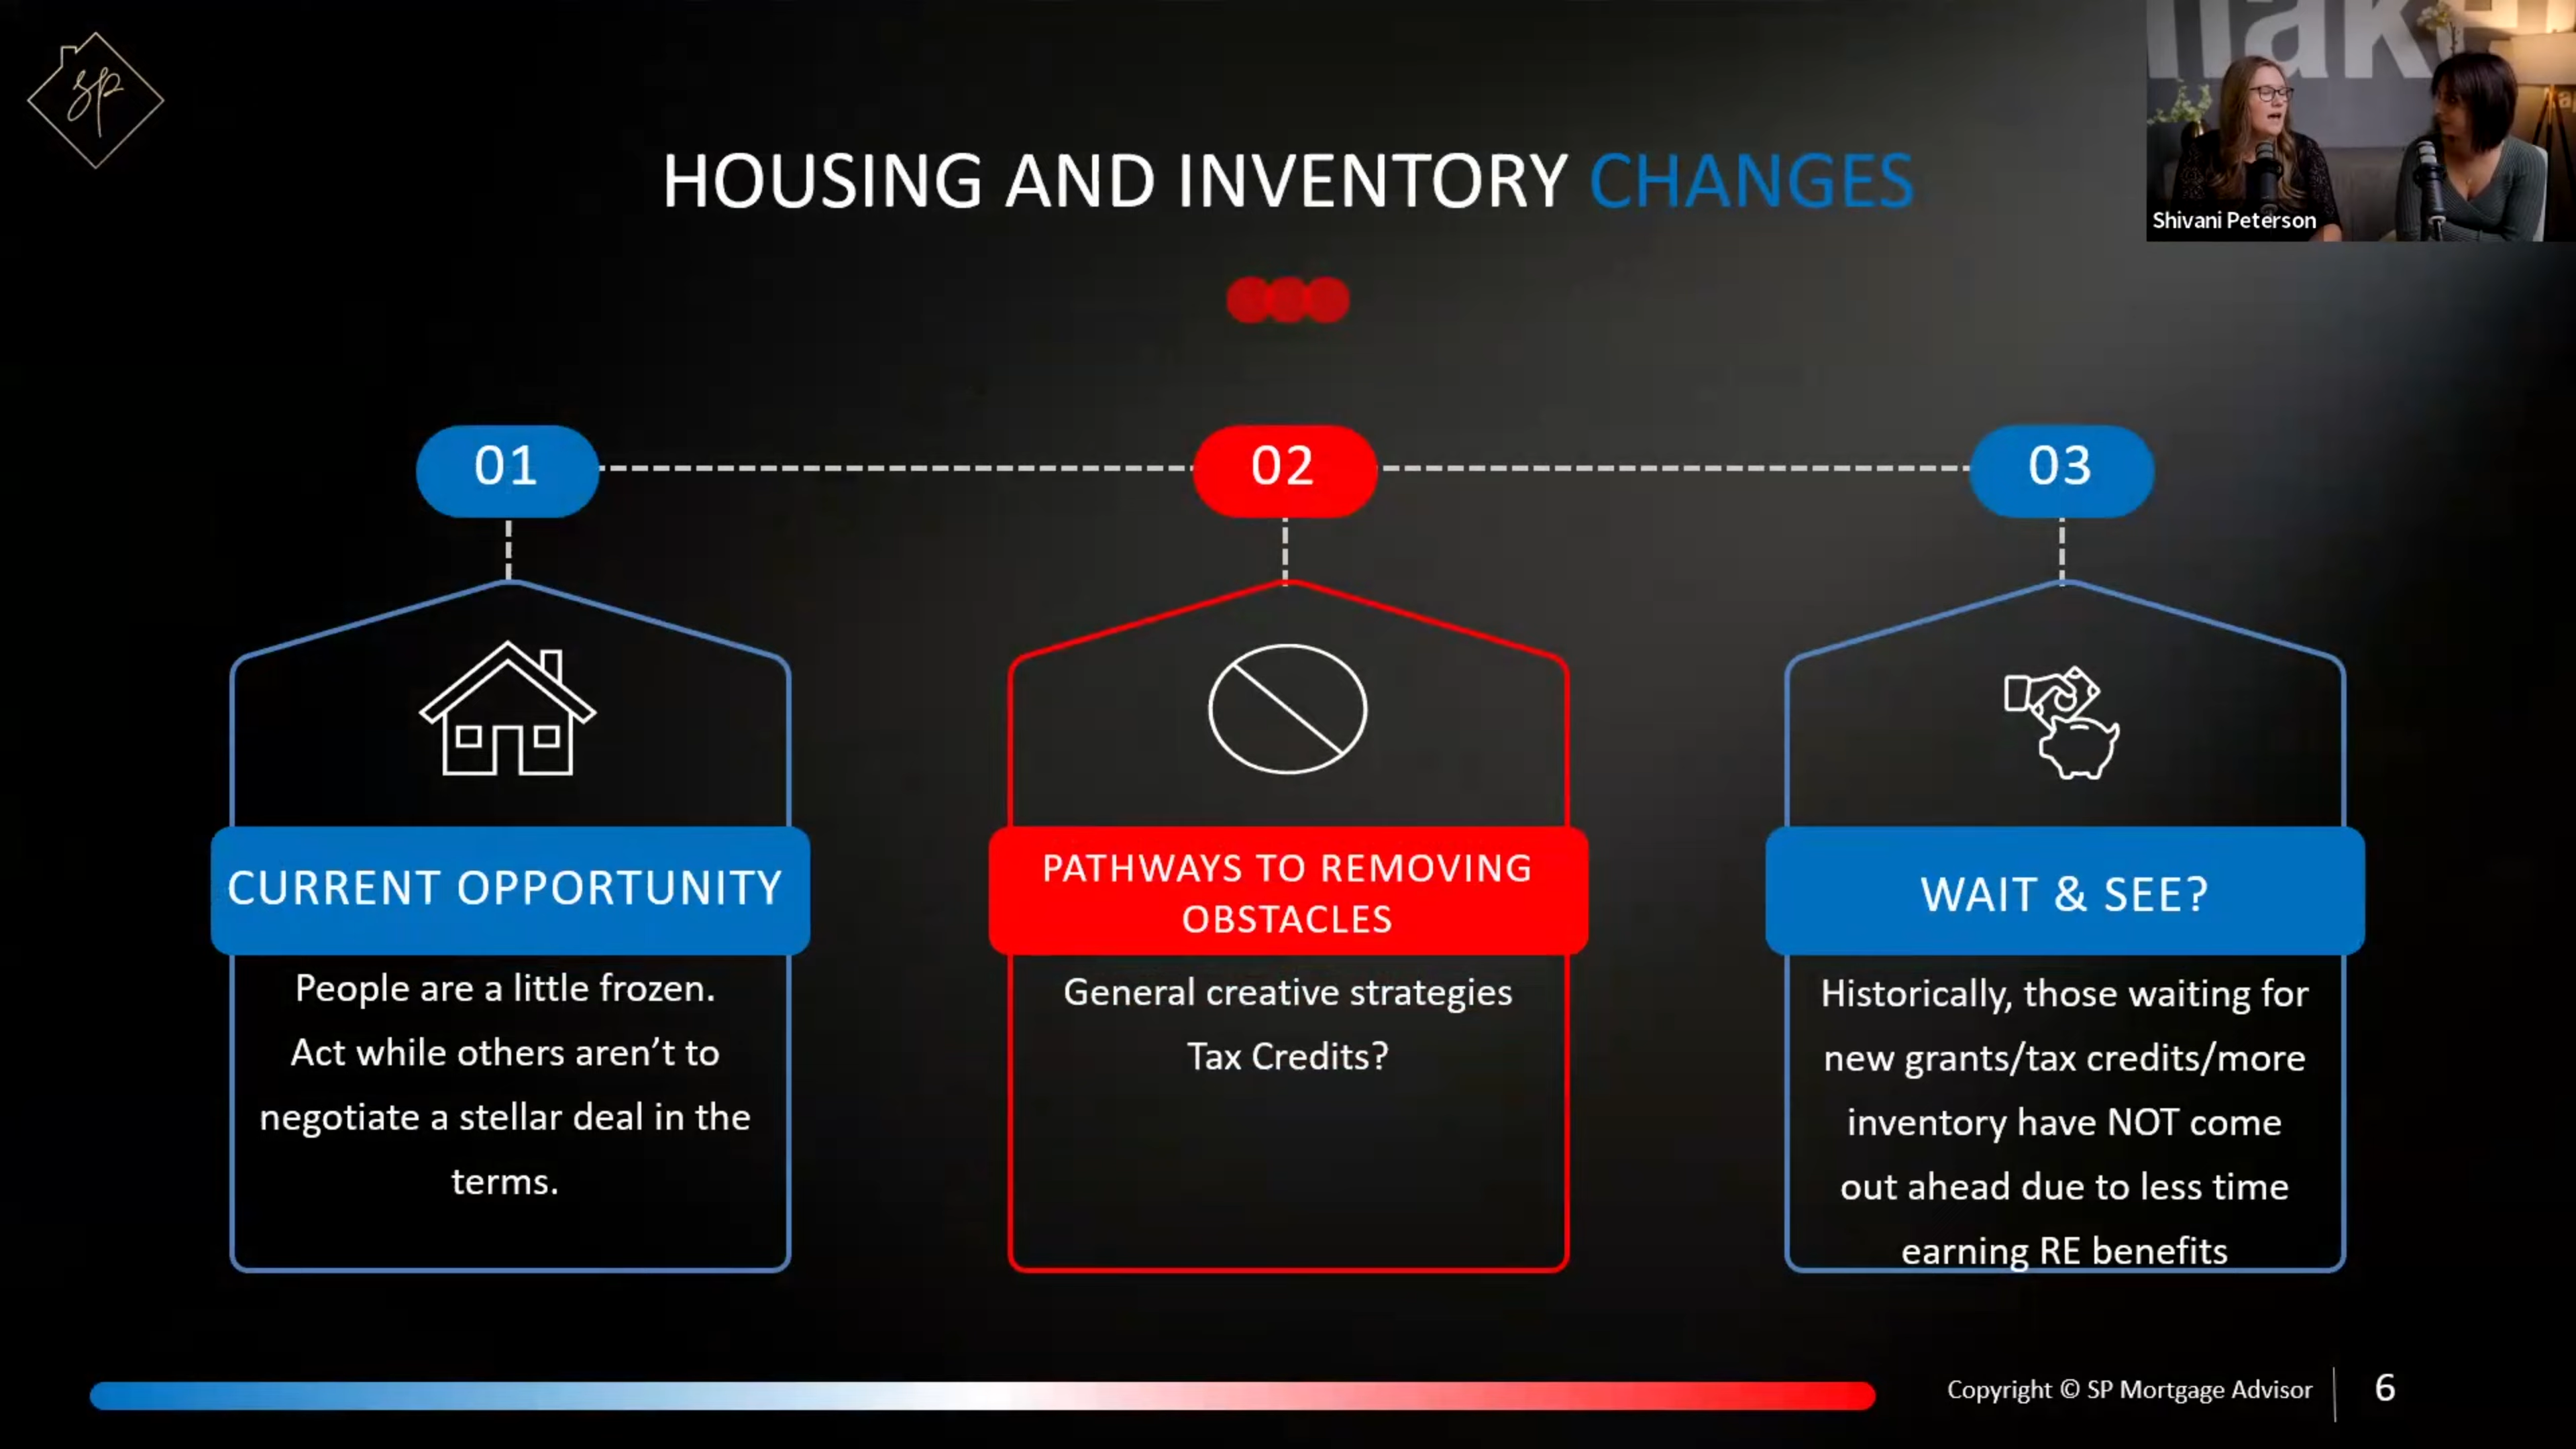 sp
HOUSING AND INVENTORY CHANGES
Shivani Peterson
01
02
03
CURRENT OPPORTUNITY
People are a little frozen.
Act while others aren’t to
negotiate a stellar deal in the
terms.
PATHWAYS TO REMOVING
OBSTACLES
General creative strategies
Tax Credits?
WAIT & SEE?
Historically, those waiting for
new grants/tax credits/more
inventory have NOT come
out ahead due to less time
earning RE benefits
Copyright © SP Mortgage Advisor
6